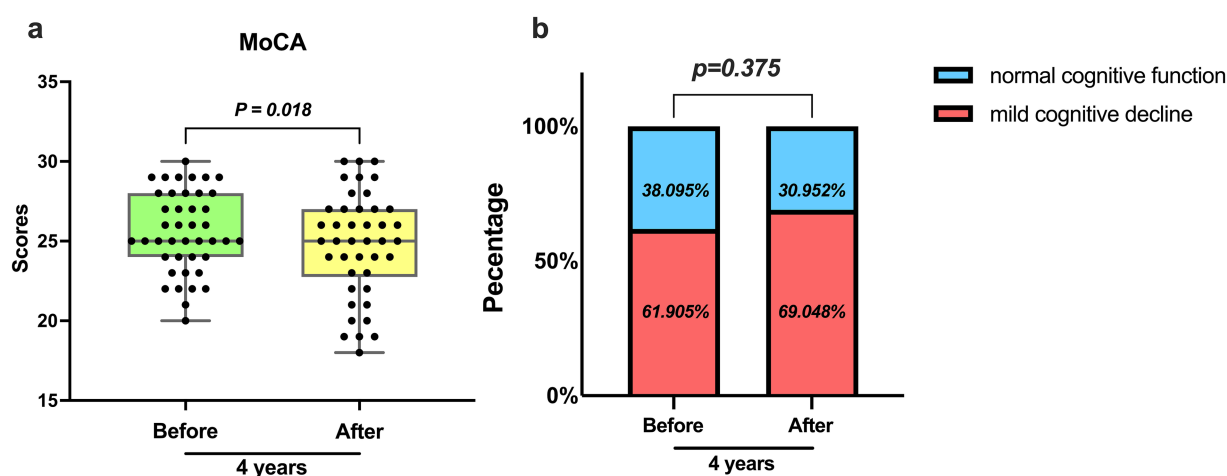 a
MoCA
P = 0.018
Scores
35
30
25
20
15
Before
After
4 years
b
p=0.375
Pecentage
100%
50%
0%
38.095%
30.952%
61.905%
69.048%
Before
After
4 years
normal cognitive function
mild cognitive decline